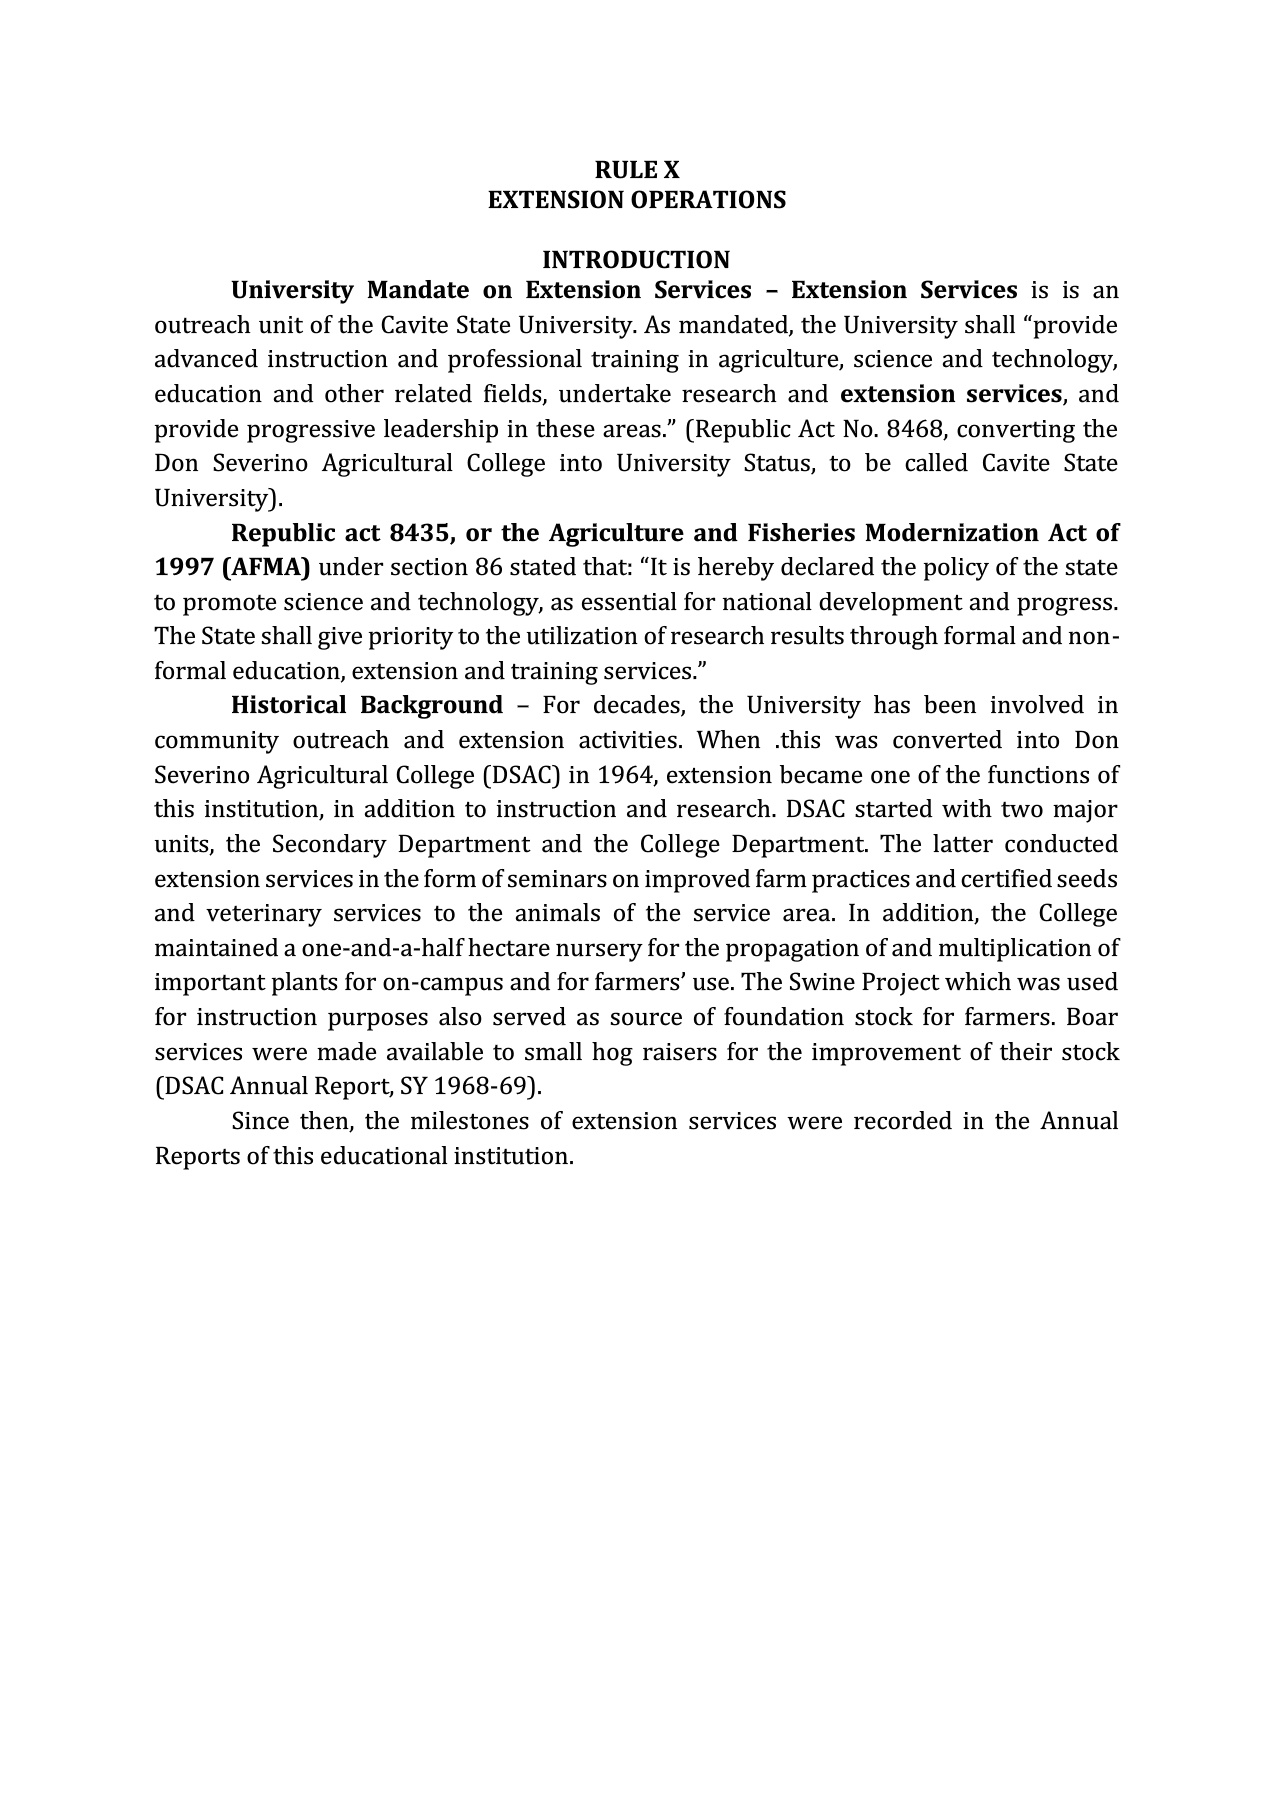 RULE X
EXTENSION OPERATIONS
INTRODUCTION
University Mandate on Extension Services – Extension Services is is an
outreach unit of the Cavite State University. As mandated, the University shall “provide
advanced instruction and professional training in agriculture, science and technology,
education and other related fields, undertake research and extension services, and
provide progressive leadership in these areas.” (Republic Act No. 8468, converting the
Don Severino Agricultural College into University Status, to be called Cavite State
University).
Republic act 8435, or the Agriculture and Fisheries Modernization Act of
1997 (AFMA) under section 86 stated that: “It is hereby declared the policy of the state
to promote science and technology, as essential for national development and progress.
The State shall give priority to the utilization of research results through formal and non-
formal education, extension and training services.”
Historical Background – For decades, the University has been involved in
community outreach and extension activities. When .this was converted into Don
Severino Agricultural College (DSAC) in 1964, extension became one of the functions of
this institution, in addition to instruction and research. DSAC started with two major
units, the Secondary Department and the College Department. The latter conducted
extension services in the form of seminars on improved farm practices and certified seeds
and veterinary services to the animals of the service area. In addition, the College
maintained a one-and-a-half hectare nursery for the propagation of and multiplication of
important plants for on-campus and for farmers’ use. The Swine Project which was used
for instruction purposes also served as source of foundation stock for farmers. Boar
services were made available to small hog raisers for the improvement of their stock
(DSAC Annual Report, SY 1968-69).
Since then, the milestones of extension services were recorded in the Annual
Reports of this educational institution.